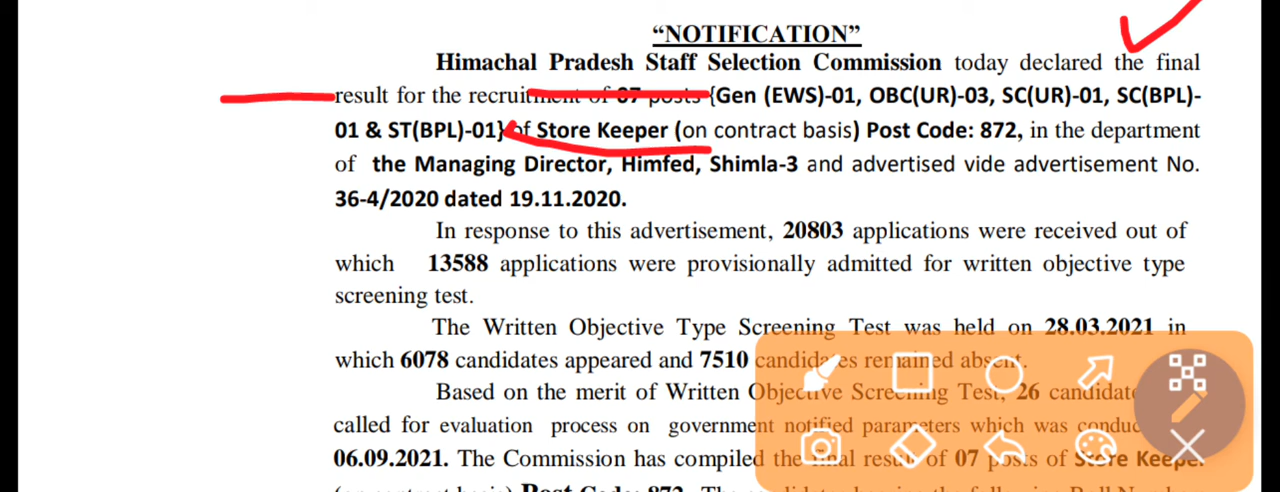 “NOTIFICATION”
Himachal Pradesh Staff Selection Commission today declared the final
result for the recruitment of 07 posts {Gen (EWS)-01, OBC(UR)-03, SC(UR)-01, SC(BPL)-
01 & ST(BPL)-01} of Store Keeper (on contract basis) Post Code: 872, in the department
of the Managing Director, Himfed, Shimla-3 and advertised vide advertisement No.
36-4/2020 dated 19.11.2020.
In response to this advertisement, 20803 applications were received out of
which 13588 applications were provisionally admitted for written objective type
screening test.
The Written Objective Type Screening Test was held on 28.03.2021 in
which 6078 candidates appeared and 7510 candidates remained absent.
Based on the merit of Written Objective Screening Test, 26
called for evaluation process on government notified parameters which was
06.09.2021. The Commission has compiled the final result of 07 posts of Store Keeper
(on contract basis) Post Code: 872. The